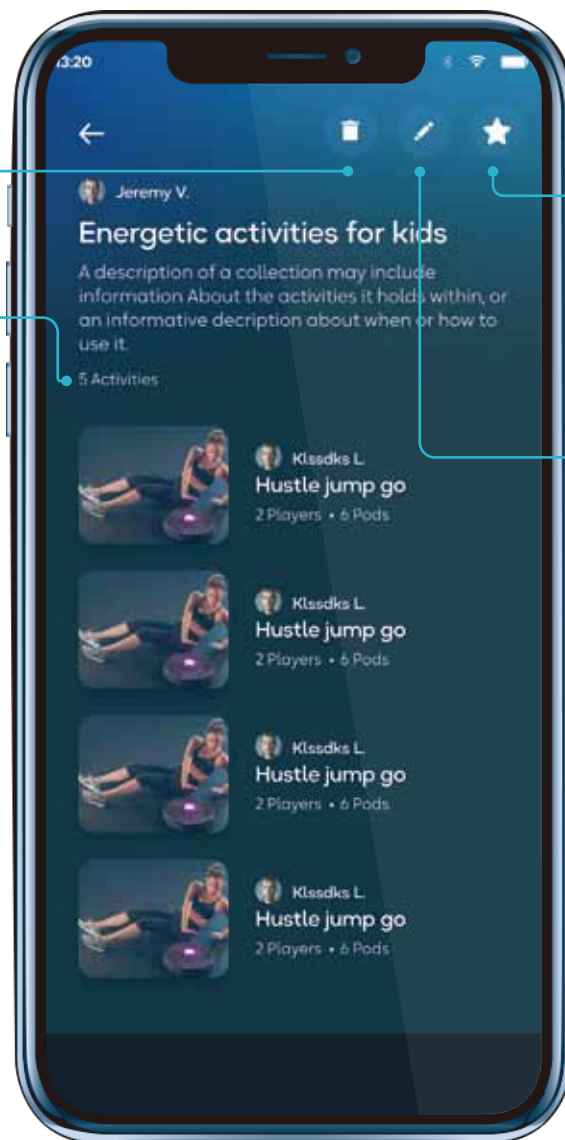 13:20
Jeremy V.
Energetic activities for kids
A description of a collection may include
information About the activities it holds within, or
an informative decription about when or how to
use it.
5 Activities
Klssdks L.
Hustle jump go
2 Players • 6 Pods
Klssdks L.
Hustle jump go
2 Players • 6 Pods
Klssdks L.
Hustle jump go
2 Players • 6 Pods
Klssdks L.
Hustle jump go
2 Players • 6 Pods